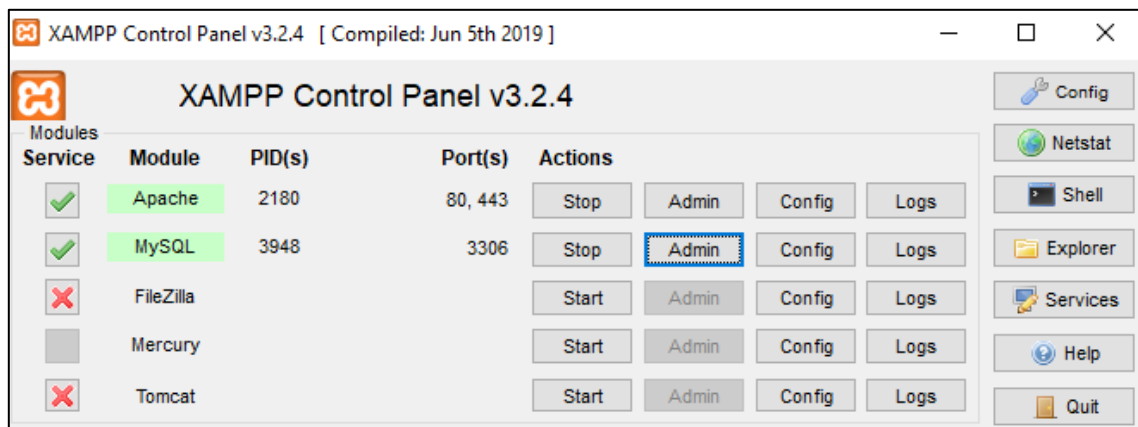 XAMPP Control Panel v3.2.4 [ Compiled: Jun 5th 2019 ]
XAMPP Control Panel v3.2.4
Config
Modules
Netstat
Service Module PID(s) Port(s) Actions
Apache 2180 80, 443 Stop Admin Config Logs
Shell
MySQL 3948 3306 Stop Admin Config Logs
Explorer
FileZilla Start Admin Config Logs
Services
Mercury Start Admin Config Logs
Help
Tomcat Start Admin Config Logs
Quit